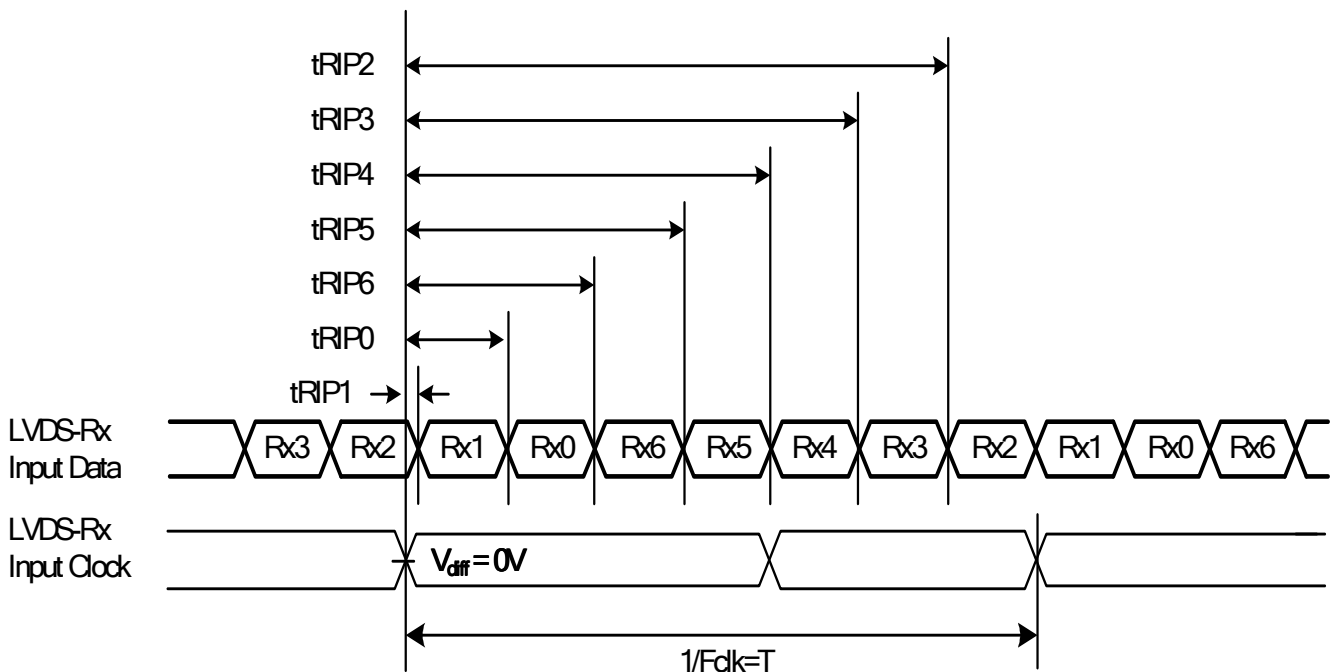 tRIP2
tRIP3
tRIP4
tRIP5
tRIP6
tRIP0
tRIP1
LVDS-Rx
Input Data
Rx3 Rx2 Rx1 Rx0 Rx6 Rx5 Rx4 Rx3 Rx2 Rx1 Rx0 Rx6
LVDS-Rx
Input Clock
Vdiff = 0V
1/Fclk=T